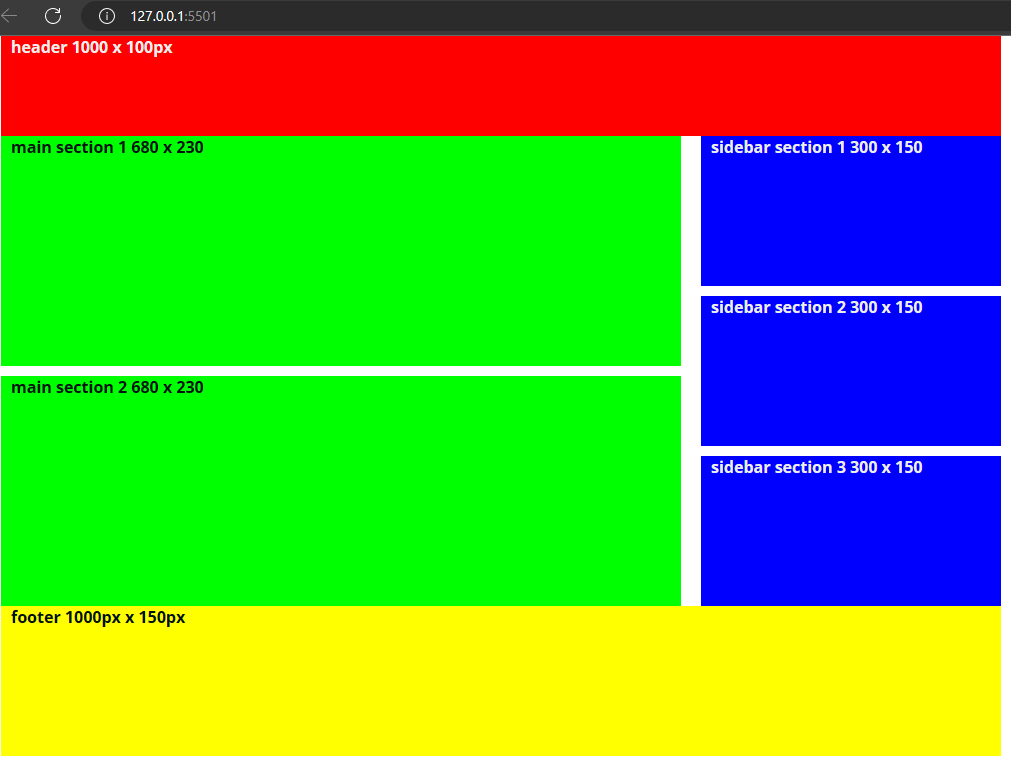 127.0.0.1:5501
header 1000 x 100px
main section 1 680 x 230
sidebar section 1 300 x 150
sidebar section 2 300 x 150
main section 2 680 x 230
sidebar section 3 300 x 150
footer 1000px x 150px